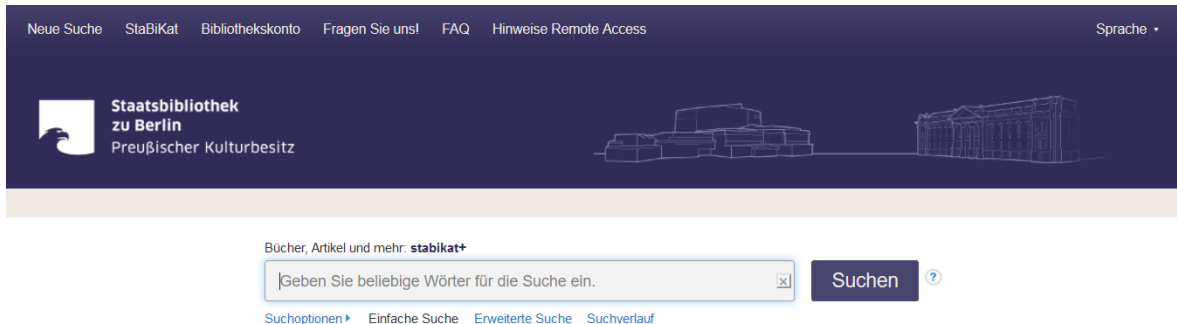 Neue Suche StaBiKat Bibliothekskonto Fragen Sie uns! FAQ Hinweise Remote Access Sprache
Staatsbibliothek
zu Berlin
Preußischer Kulturbesitz
Bücher, Artikel und mehr: stabikat+
Geben Sie beliebige Wörter für die Suche ein. Suchen ?
Suchoptionen Einfache Suche Erweiterte Suche Suchverlauf